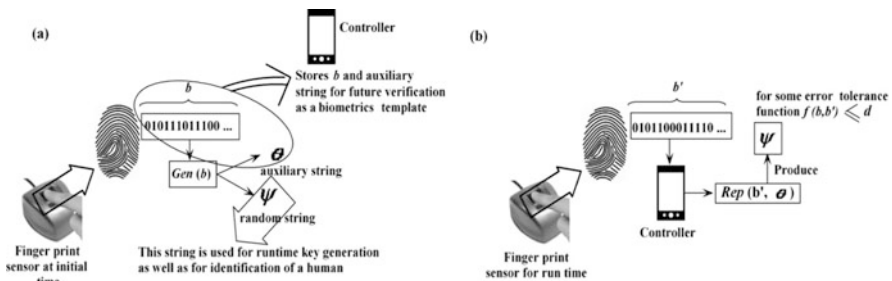 (a)
Controller
Stores b and auxiliary
string for future verification
as a biometrics template
b
010111011100 ...
Gen (b)
θ
auxiliary string
ψ
random string
Finger print
sensor at initial
time
This string is used for runtime key generation
as well as for identification of a human
(b)
b'
0101100011110 ...
for some error tolerance
function f (b,b') ⩽ d
ψ
Produce
Rep (b', θ )
Controller
Finger print
sensor for run time